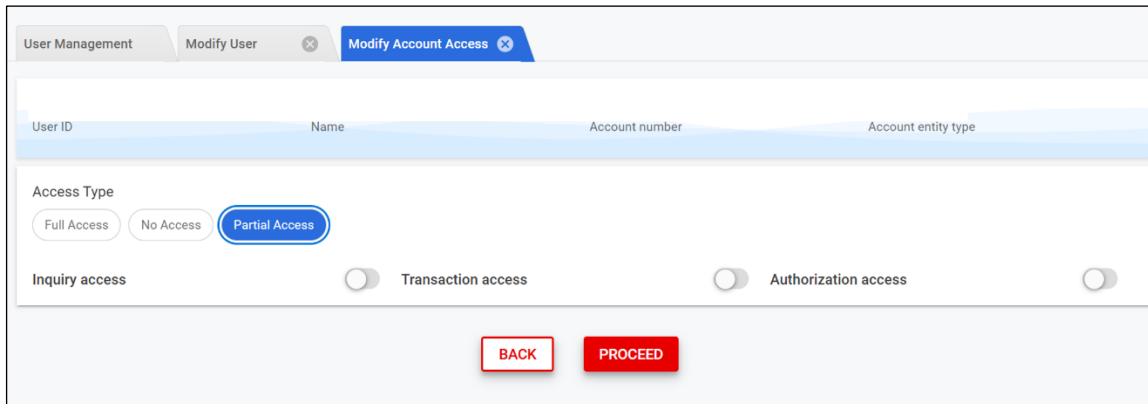 User Management Modify User Modify Account Access
User ID Name Account number Account entity type
Access Type
Full Access No Access Partial Access
Inquiry access Transaction access Authorization access
BACK PROCEED